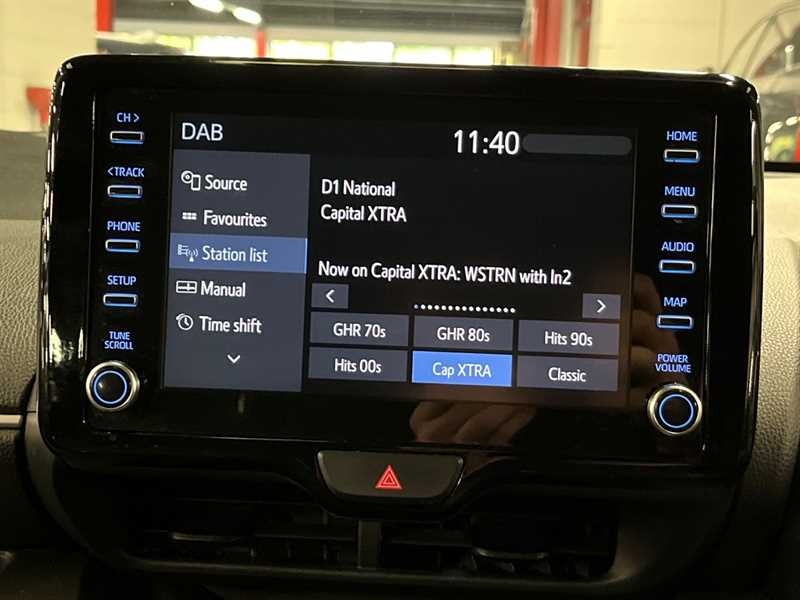 CH >
< TRACK
PHONE
SETUP
TUNE
SCROLL
DAB
11:40
Source
Favourites
Station list
Manual
Time shift
D1 National
Capital XTRA
Now on Capital XTRA: WSTRN with In2
< >
GHR 70s GHR 80s Hits 90s
Hits 00s Cap XTRA Classic
HOME
MENU
AUDIO
MAP
POWER
VOLUME